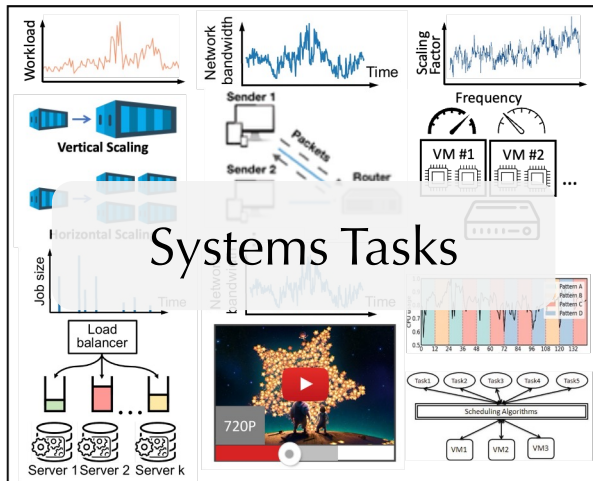 Workload
Network
bandwidth
Time
Scaling
Factor
Sender 1
Packets
Sender 2
Router
Vertical Scaling
Horizontal Scaling
Frequency
VM #1
VM #2
...
Systems Tasks
Job size
Time
Network
Time
Load
balancer
...
Server 1
Server 2
Server k
720P
Pattern A
Pattern B
Pattern C
Pattern D
0.5
0 12 24 36 48 60 72 84 96 108 120 132
Task1
Task2
Task3
Task4
Task5
Scheduling Algorithms
VM1
VM2
VM3